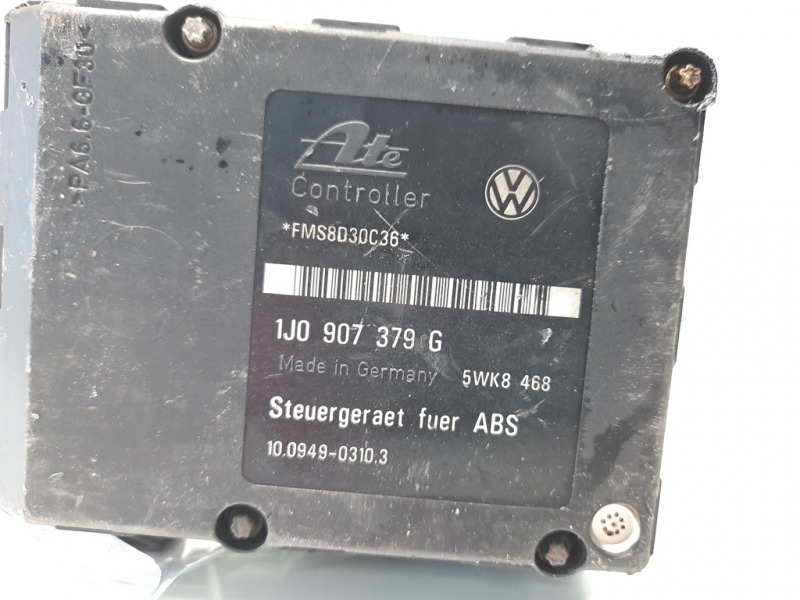 >PA6.6-GF30<
Ate
Controller
VW
*FMS8D30C36*
1J0 907 379 G
Made in Germany 5WK8 468
Steuergeraet fuer ABS
10.0949-0310.3